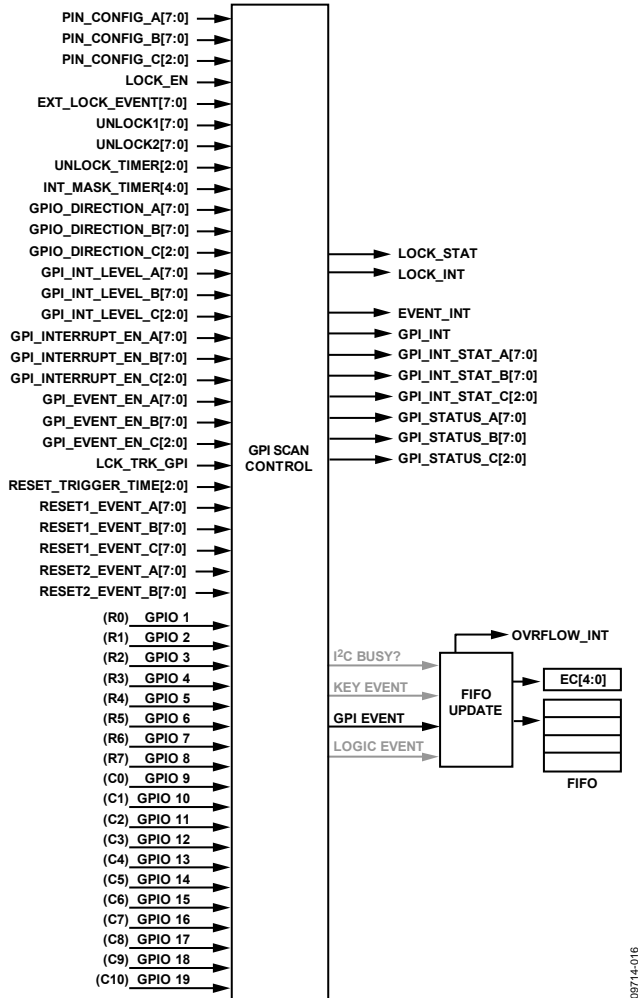 PIN_CONFIG_A[7:0]
PIN_CONFIG_B[7:0]
PIN_CONFIG_C[2:0]
LOCK_EN
EXT_LOCK_EVENT[7:0]
UNLOCK1[7:0]
UNLOCK2[7:0]
UNLOCK_TIMER[2:0]
INT_MASK_TIMER[4:0]
GPIO_DIRECTION_A[7:0]
GPIO_DIRECTION_B[7:0]
GPIO_DIRECTION_C[2:0]
GPI_INT_LEVEL_A[7:0]
GPI_INT_LEVEL_B[7:0]
GPI_INT_LEVEL_C[2:0]
GPI_INTERRUPT_EN_A[7:0]
GPI_INTERRUPT_EN_B[7:0]
GPI_INTERRUPT_EN_C[2:0]
GPI_EVENT_EN_A[7:0]
GPI_EVENT_EN_B[7:0]
GPI_EVENT_EN_C[2:0]
LCK_TRK_GPI
RESET_TRIGGER_TIME[2:0]
RESET1_EVENT_A[7:0]
RESET1_EVENT_B[7:0]
RESET1_EVENT_C[7:0]
RESET2_EVENT_A[7:0]
RESET2_EVENT_B[7:0]
(R0) GPIO 1
(R1) GPIO 2
(R2) GPIO 3
(R3) GPIO 4
(R4) GPIO 5
(R5) GPIO 6
(R6) GPIO 7
(R7) GPIO 8
(C0) GPIO 9
(C1) GPIO 10
(C2) GPIO 11
(C3) GPIO 12
(C4) GPIO 13
(C5) GPIO 14
(C6) GPIO 15
(C7) GPIO 16
(C8) GPIO 17
(C9) GPIO 18
(C10) GPIO 19
GPI SCAN
CONTROL
LOCK_STAT
LOCK_INT
EVENT_INT
GPI_INT
GPI_INT_STAT_A[7:0]
GPI_INT_STAT_B[7:0]
GPI_INT_STAT_C[2:0]
GPI_STATUS_A[7:0]
GPI_STATUS_B[7:0]
GPI_STATUS_C[2:0]
I²C BUSY?
KEY EVENT
GPI EVENT
LOGIC EVENT
FIFO
UPDATE
OVRFLOW_INT
EC[4:0]
FIFO
09714-016